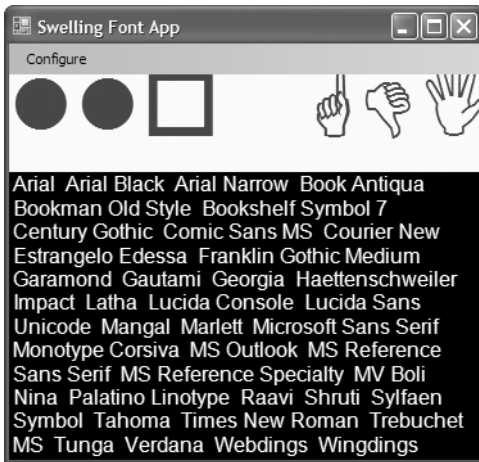 Swelling Font App
Configure
Arial Arial Black Arial Narrow Book Antiqua
Bookman Old Style Bookshelf Symbol 7
Century Gothic Comic Sans MS Courier New
Estrangelo Edessa Franklin Gothic Medium
Garamond Gautami Georgia Haettenschweiler
Impact Latha Lucida Console Lucida Sans
Unicode Mangal Marlett Microsoft Sans Serif
Monotype Corsiva MS Outlook MS Reference
Sans Serif MS Reference Specialty MV Boli
Nina Palatino Linotype Raavi Shruti Sylfaen
Symbol Tahoma Times New Roman Trebuchet
MS Tunga Verdana Webdings Wingdings